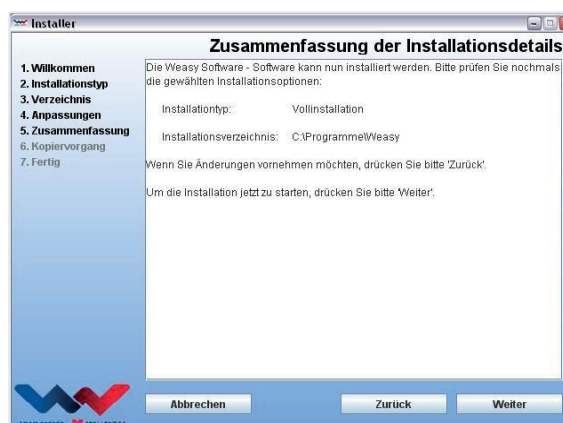 Installer
Zusammenfassung der Installationsdetails
1. Willkommen
2. Installationstyp
3. Verzeichnis
4. Anpassungen
5. Zusammenfassung
6. Kopiervorgang
7. Fertig
Die Weasy Software - Software kann nun installiert werden. Bitte prüfen Sie nochmals
die gewählten Installationsoptionen:
Installationtyp: Vollinstallation
Installationsverzeichnis: C:\Programme\Weasy
Wenn Sie Änderungen vornehmen möchten, drücken Sie bitte 'Zurück'.
Um die Installation jetzt zu starten, drücken Sie bitte 'Weiter'.
Abbrechen
Zurück
Weiter